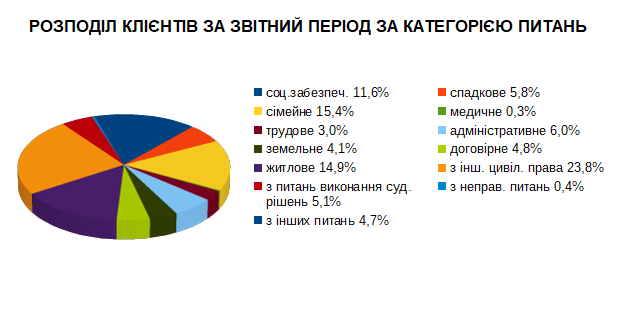 РОЗПОДІЛ КЛІЄНТІВ ЗА ЗВІТНИЙ ПЕРІОД ЗА КАТЕГОРІЄЮ ПИТАНЬ
соц.забезпеч. 11,6%
спадкове 5,8%
сімейне 15,4%
медичне 0,3%
трудове 3,0%
адміністративне 6,0%
земельне 4,1%
договірне 4,8%
житлове 14,9%
з інш. цивіл. права 23,8%
з питань виконання суд.
рішень 5,1%
з неправ. питань 0,4%
з інших питань 4,7%